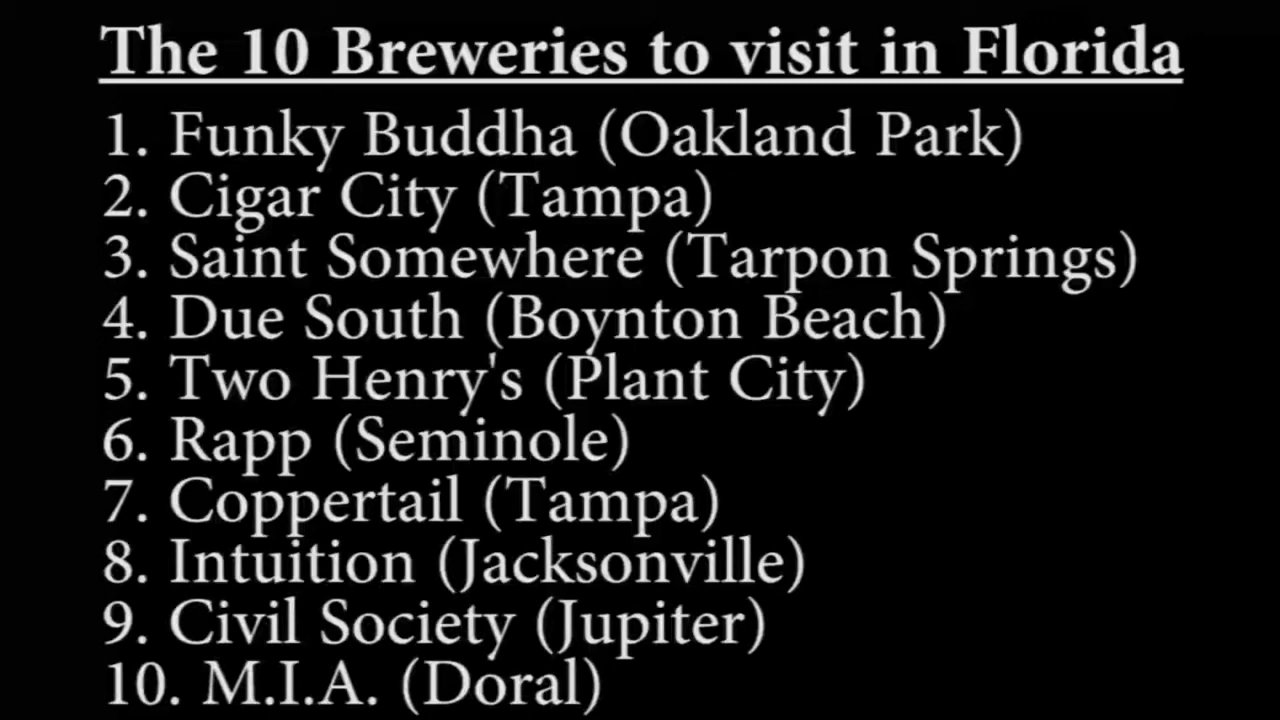 The 10 Breweries to visit in Florida
1. Funky Buddha (Oakland Park)
2. Cigar City (Tampa)
3. Saint Somewhere (Tarpon Springs)
4. Due South (Boynton Beach)
5. Two Henry's (Plant City)
6. Rapp (Seminole)
7. Coppertail (Tampa)
8. Intuition (Jacksonville)
9. Civil Society (Jupiter)
10. M.I.A. (Doral)